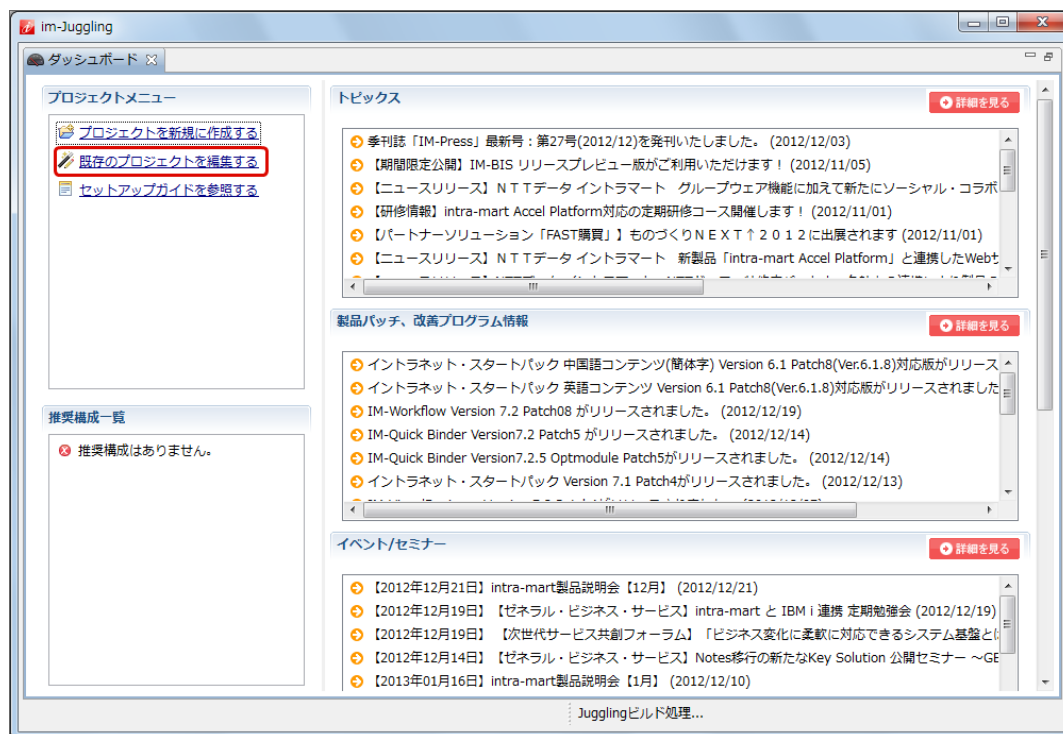 im-Juggling
ダッシュボード
プロジェクトメニュー
プロジェクトを新規に作成する
既存のプロジェクトを編集する
セットアップガイドを参照する
推奨構成一覧
推奨構成はありません。
トピックス
詳細を見る
季刊誌「IM-Press」最新号：第27号(2012/12)を発刊いたしました。 (2012/12/03)
【期間限定公開】IM-BIS リリースプレビュー版がご利用いただけます！ (2012/11/05)
【ニュースリリース】ＮＴＴデータ イントラマート　グループウェア機能に加えて新たにソーシャル・コラボ
【研修情報】intra-mart Accel Platform対応の定期研修コース開催します！ (2012/11/01)
【パートナーソリューション「FAST購買」】ものづくりＮＥＸＴ↑２０１２に出展されます (2012/11/01)
【ニュースリリース】ＮＴＴデータ イントラマート　新製品「intra-mart Accel Platform」と連携したWebサ
製品パッチ、改善プログラム情報
詳細を見る
イントラネット・スタートパック 中国語コンテンツ(簡体字) Version 6.1 Patch8(Ver.6.1.8)対応版がリリース
イントラネット・スタートパック 英語コンテンツ Version 6.1 Patch8(Ver.6.1.8)対応版がリリースされました
IM-Workflow Version 7.2 Patch08 がリリースされました。 (2012/12/19)
IM-Quick Binder Version7.2 Patch5 がリリースされました。 (2012/12/14)
IM-Quick Binder Version7.2.5 Optmodule Patch5がリリースされました。 (2012/12/14)
イントラネット・スタートパック Version 7.1 Patch4がリリースされました。 (2012/12/13)
イベント/セミナー
詳細を見る
【2012年12月21日】intra-mart製品説明会【12月】 (2012/12/21)
【2012年12月19日】【ゼネラル・ビジネス・サービス】intra-mart と IBM i 連携 定期勉強会 (2012/12/19)
【2012年12月19日】 【次世代サービス共創フォーラム】「ビジネス変化に柔軟に対応できるシステム基盤とは
【2012年12月14日】【ゼネラル・ビジネス・サービス】Notes移行の新たなKey Solution 公開セミナー ～GE
【2013年01月16日】intra-mart製品説明会【1月】 (2012/12/10)
Jugglingビルド処理...